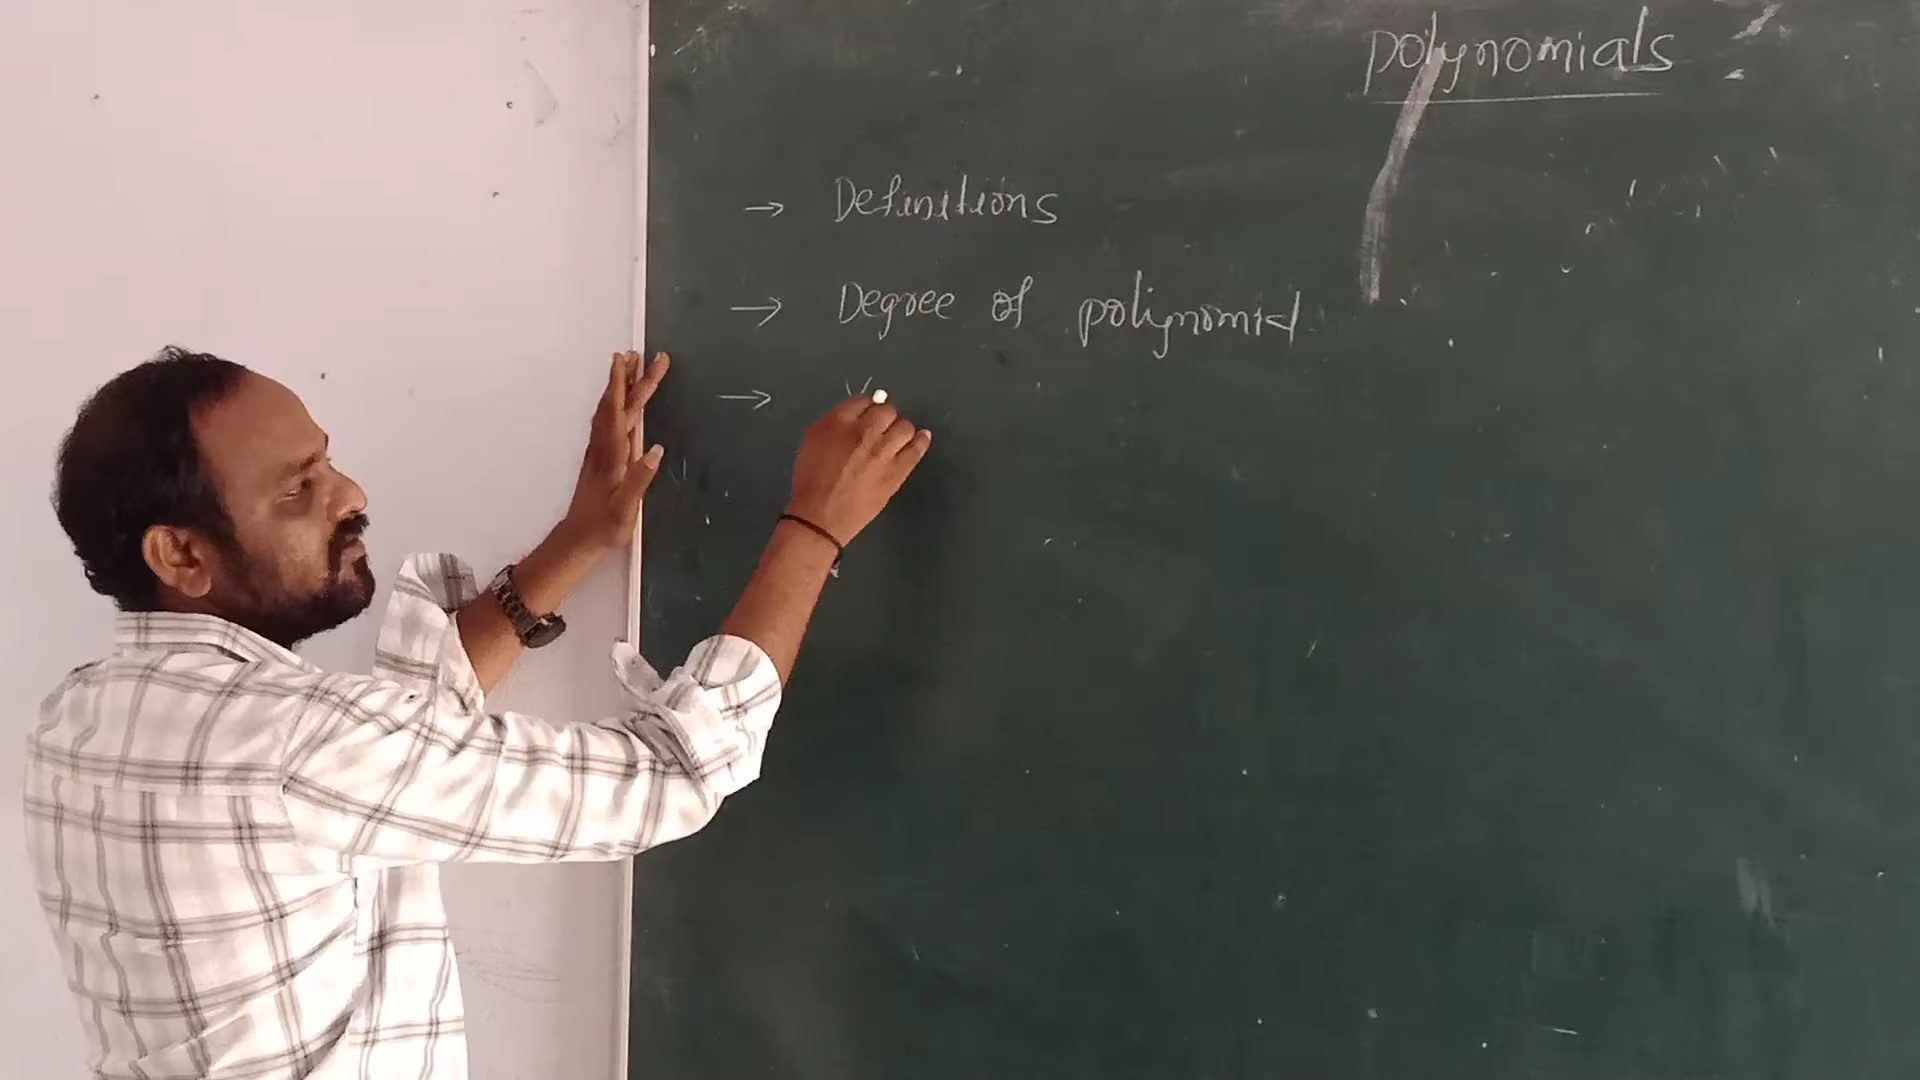 polynomials
→ Definitions
→ Degree of polynomial
→